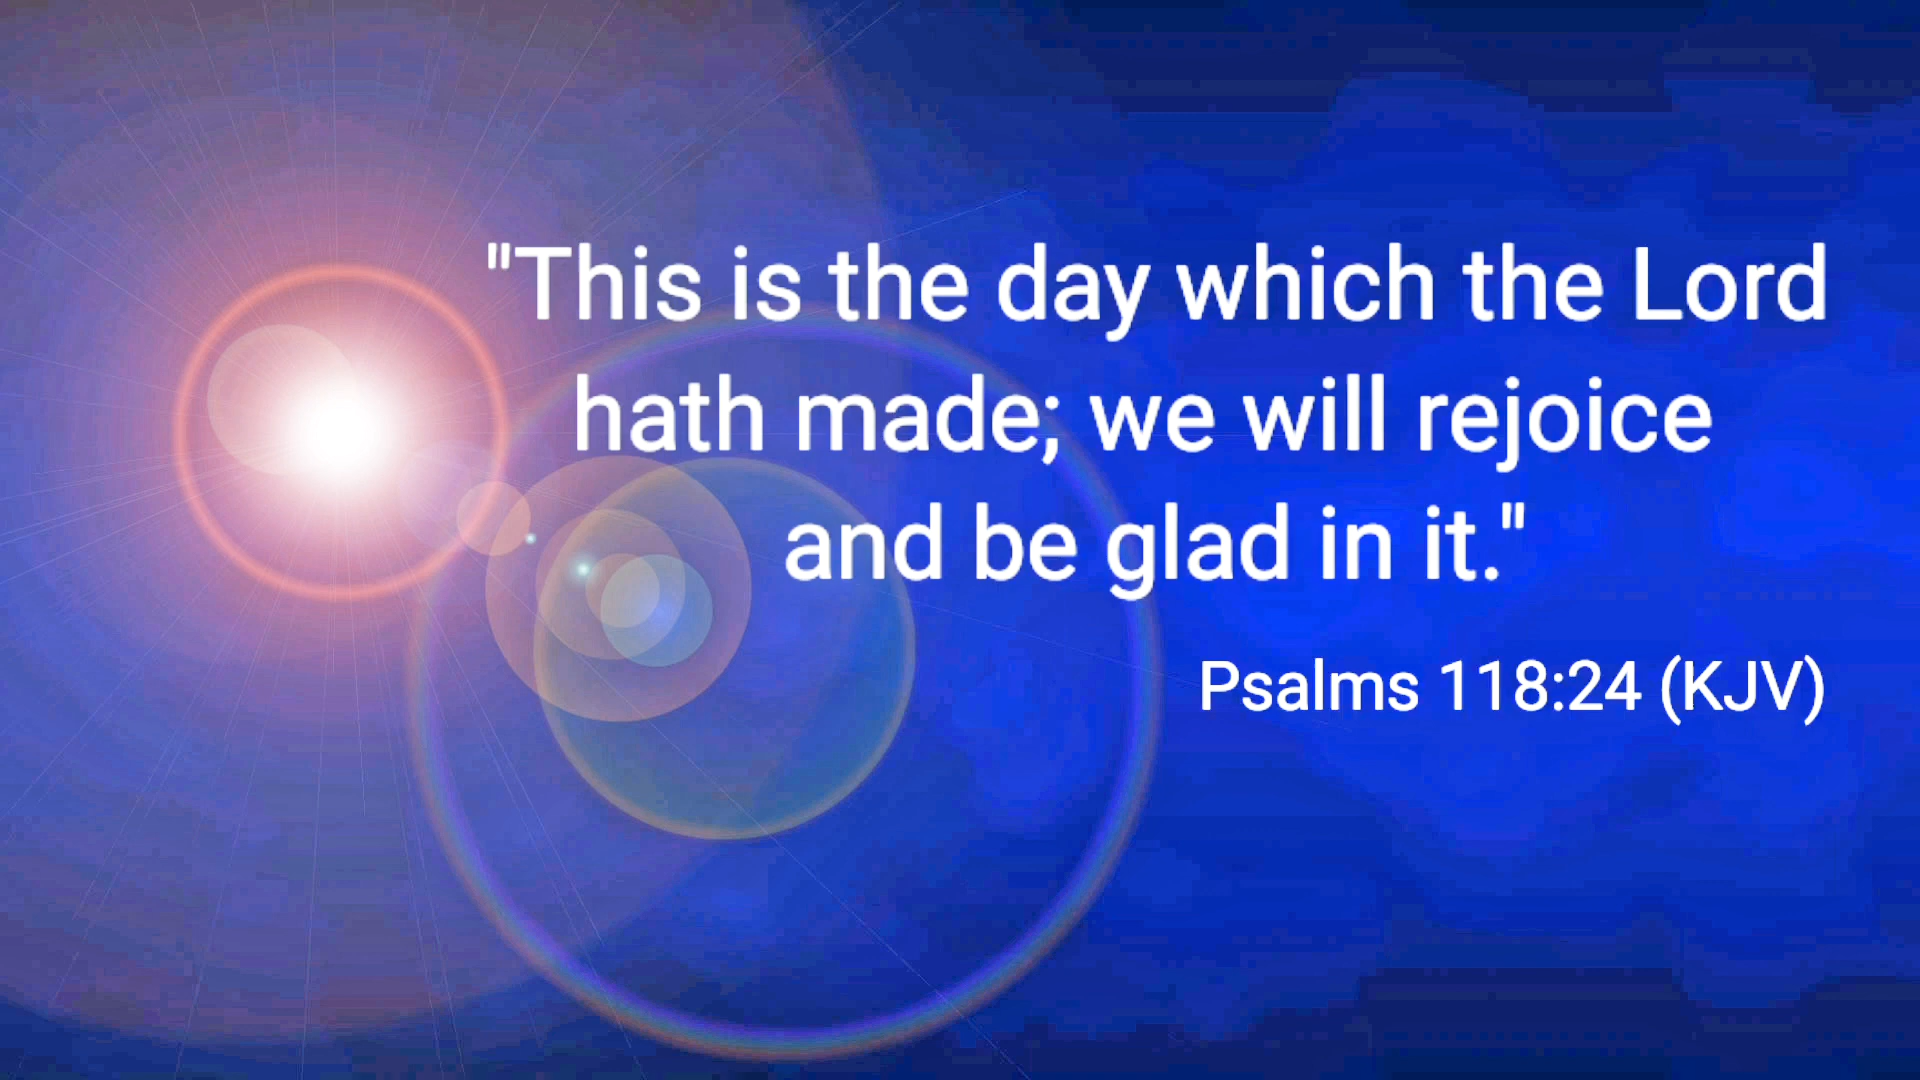 "This is the day which the Lord
hath made; we will rejoice
and be glad in it."
Psalms 118:24 (KJV)